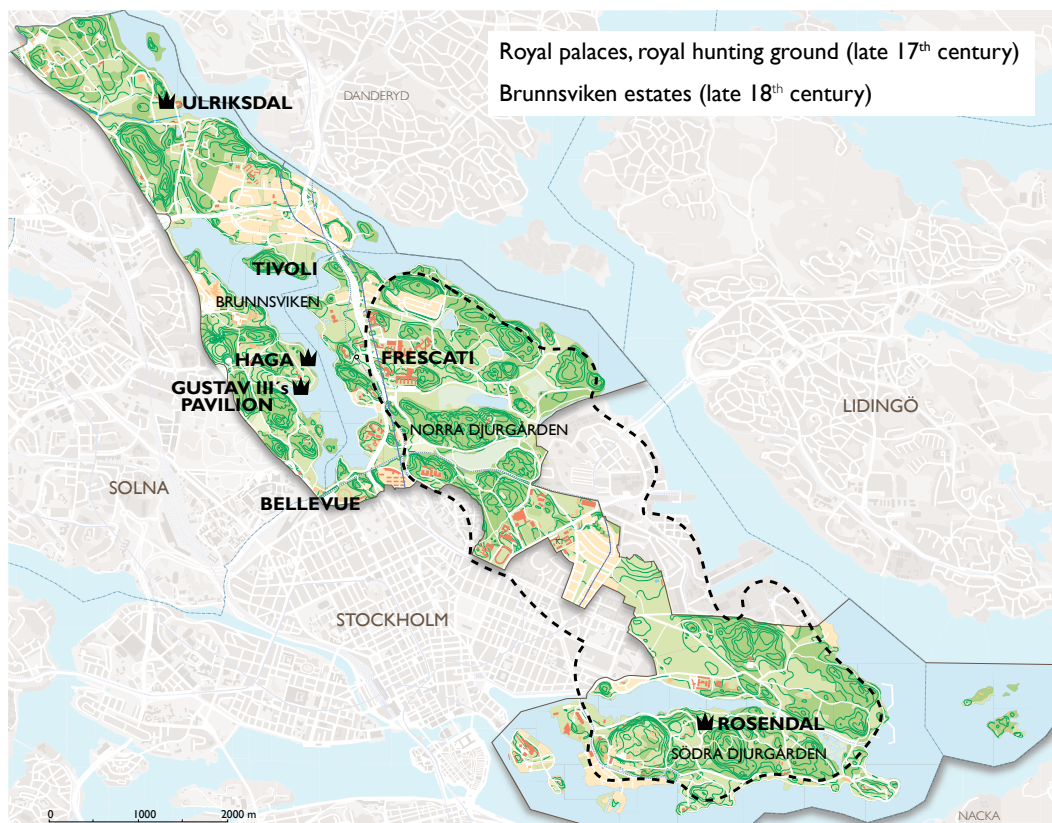 Royal palaces, royal hunting ground (late 17th century)
Brunnsviken estates (late 18th century)
DANDERYD
ULRIKSDAL
TIVOLI
BRUNNSVIKEN
HAGA
FRESCATI
GUSTAV III´s
PAVILION
LIDINGÖ
NORRA DJURGÅRDEN
SOLNA
BELLEVUE
STOCKHOLM
ROSENDAL
SÖDRA DJURGÅRDEN
NACKA
0 1000 2000 m